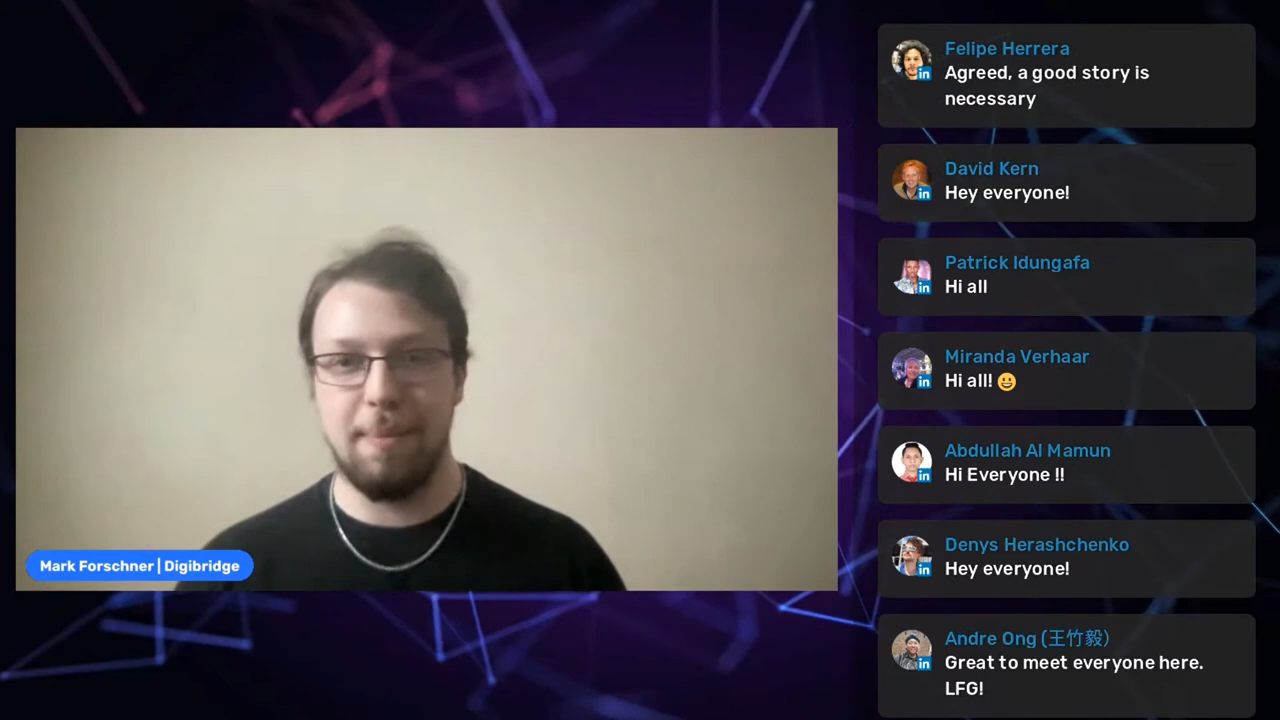 Mark Forschner | Digibridge
Felipe Herrera
Agreed, a good story is
necessary
David Kern
Hey everyone!
Patrick Idungafa
Hi all
Miranda Verhaar
Hi all! 😀
Abdullah Al Mamun
Hi Everyone !!
Denys Herashchenko
Hey everyone!
Andre Ong (王竹毅)
Great to meet everyone here.
LFG!